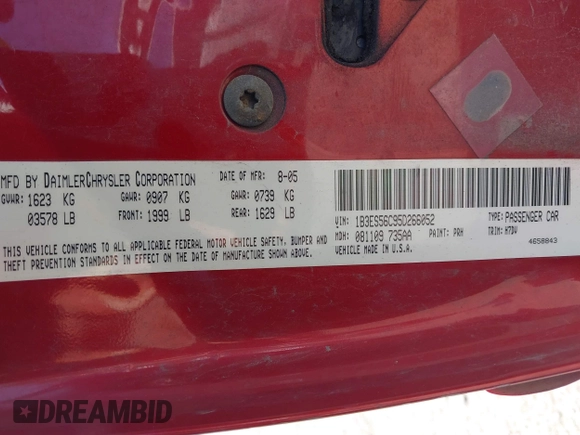 MFD BY DAIMLERCHRYSLER CORPORATION
DATE OF MFR: 8-05
GVWR: 1623 KG
GAWR: 0907 KG
GAWR: 0739 KG
03578 LB
FRONT: 1999 LB
REAR: 1629 LB
THIS VEHICLE CONFORMS TO ALL APPLICABLE FEDERAL MOTOR VEHICLE SAFETY, BUMPER AND
THEFT PREVENTION STANDARDS IN EFFECT ON THE DATE OF MANUFACTURE SHOWN ABOVE.
VIN: 1B3ES56C95D266052
TYPE: PASSENGER CAR
MDH: 081109 735AA
PAINT: PRH
TRIM: H7DV
VEHICLE MADE IN U.S.A.
4658843
DREAMBID